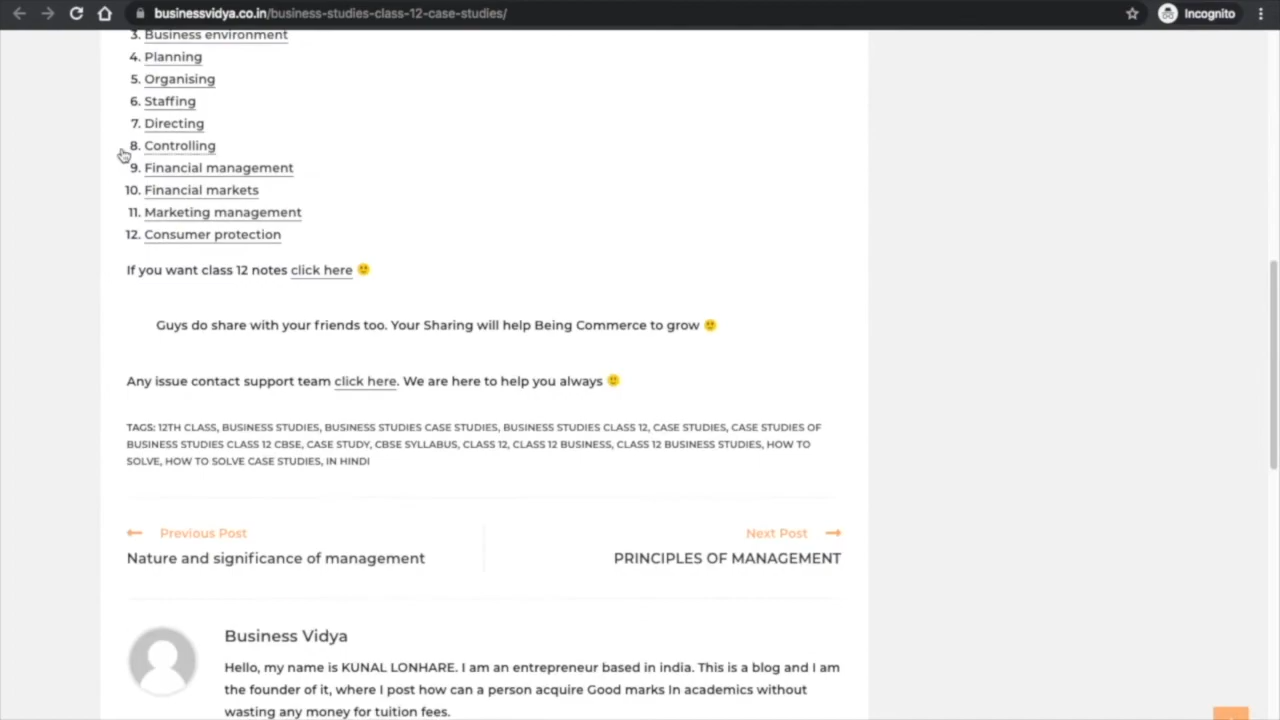 businessvidya.co.in/business-studies-class-12-case-studies/
Incognito
3. Business environment
4. Planning
5. Organising
6. Staffing
7. Directing
8. Controlling
9. Financial management
10. Financial markets
11. Marketing management
12. Consumer protection
If you want class 12 notes click here 🙂
Guys do share with your friends too. Your Sharing will help Being Commerce to grow 🙂
Any issue contact support team click here. We are here to help you always 🙂
TAGS: 12TH CLASS, BUSINESS STUDIES, BUSINESS STUDIES CASE STUDIES, BUSINESS STUDIES CLASS 12, CASE STUDIES, CASE STUDIES OF
BUSINESS STUDIES CLASS 12 CBSE, CASE STUDY, CBSE SYLLABUS, CLASS 12, CLASS 12 BUSINESS, CLASS 12 BUSINESS STUDIES, HOW TO
SOLVE, HOW TO SOLVE CASE STUDIES, IN HINDI
Previous Post
Nature and significance of management
Next Post
PRINCIPLES OF MANAGEMENT
Business Vidya
Hello, my name is KUNAL LONHARE. I am an entrepreneur based in india. This is a blog and I am
the founder of it, where I post how can a person acquire Good marks In academics without
wasting any money for tuition fees.